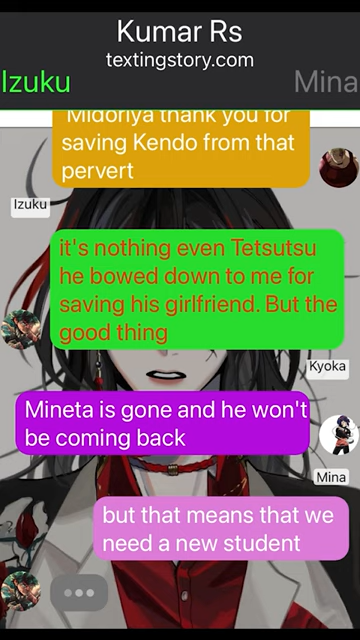 Kumar Rs
textingstory.com
Izuku
Mina
Midoriya thank you for
saving Kendo from that
pervert
Izuku
it's nothing even Tetsutsu
he bowed down to me for
saving his girlfriend. But the
good thing
Kyoka
Mineta is gone and he won't
be coming back
Mina
but that means that we
need a new student